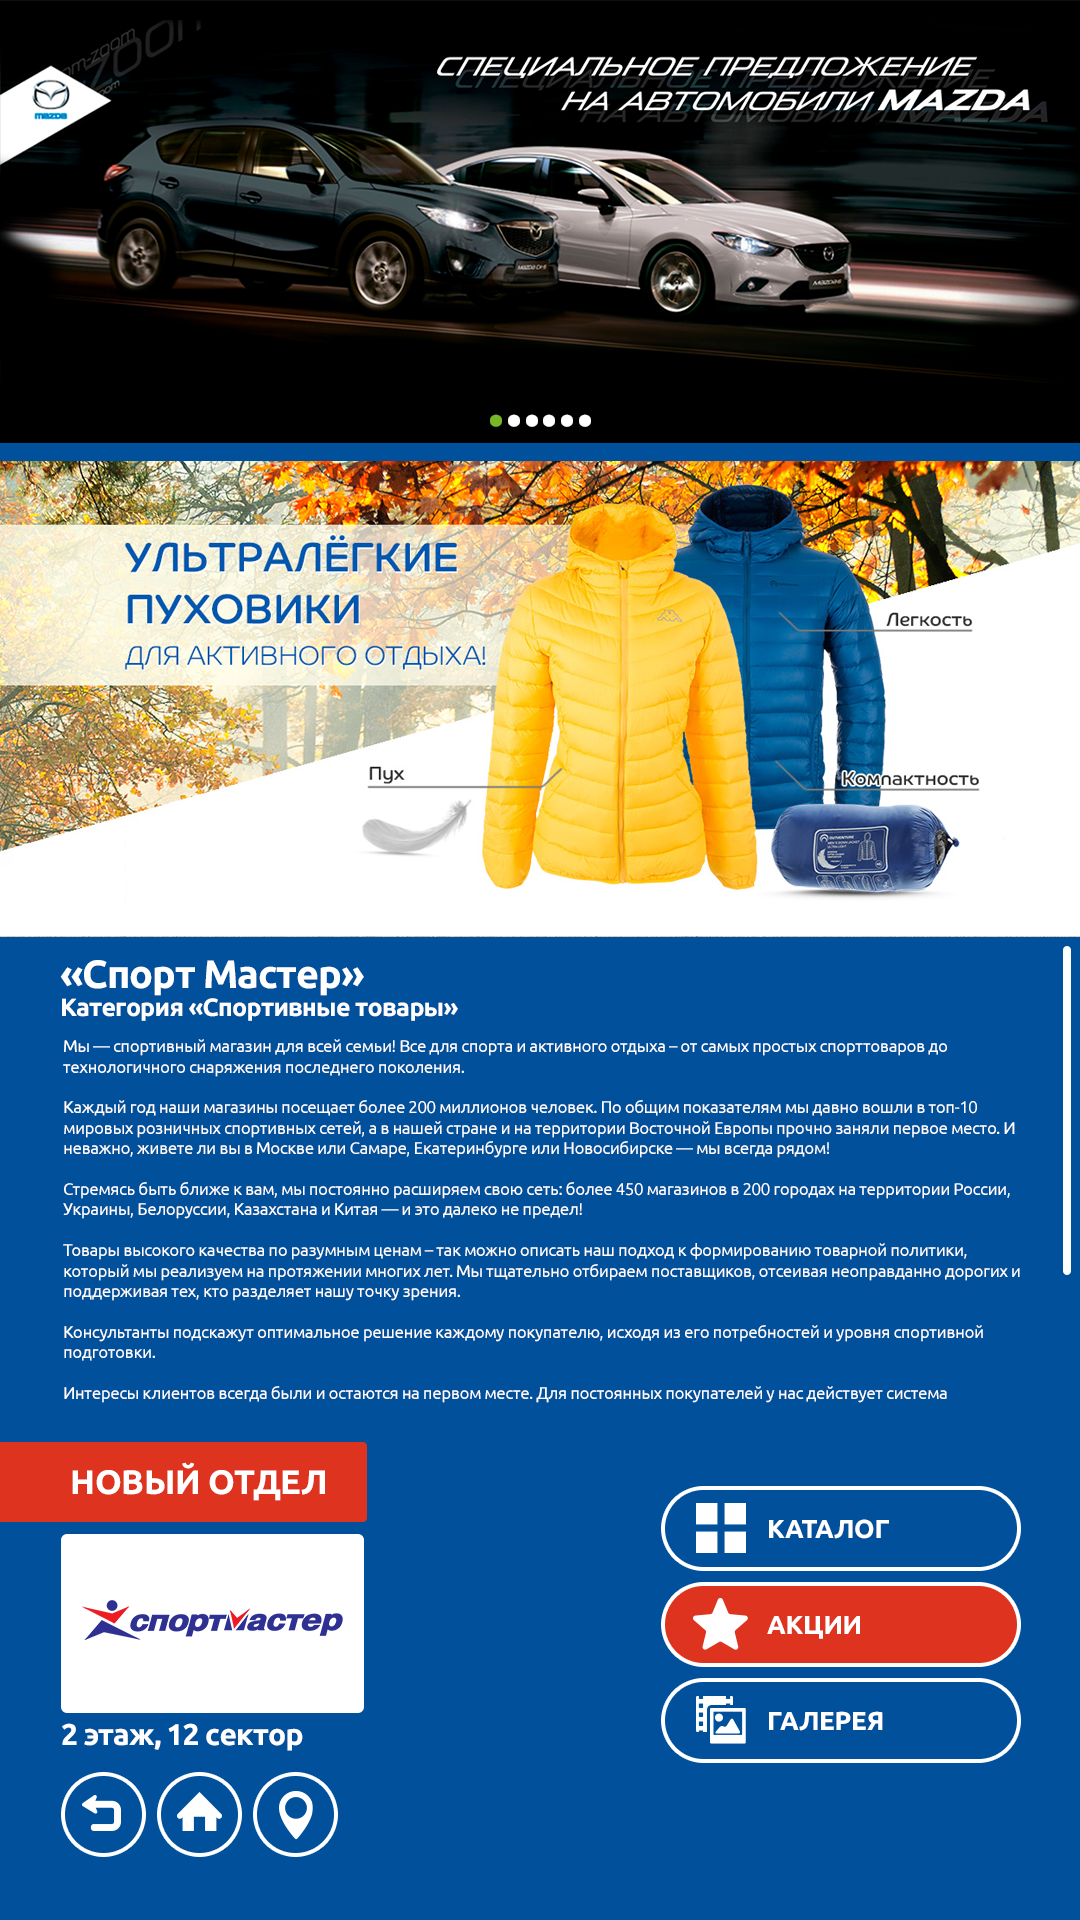 zoom-zoom
СПЕЦИАЛЬНОЕ ПРЕДЛОЖЕНИЕ
НА АВТОМОБИЛИ MAZDA
mazda
MAZDA CX-5
MAZDA 6
УЛЬТРАЛЁГКИЕ
ПУХОВИКИ
ДЛЯ АКТИВНОГО ОТДЫХА!
Легкость
Пух
Компактность
OUTVENTURE
«Спорт Мастер»
Категория «Спортивные товары»
Мы — спортивный магазин для всей семьи! Все для спорта и активного отдыха – от самых простых спорттоваров до
технологичного снаряжения последнего поколения.
Каждый год наши магазины посещает более 200 миллионов человек. По общим показателям мы давно вошли в топ-10
мировых розничных спортивных сетей, а в нашей стране и на территории Восточной Европы прочно заняли первое место. И
неважно, живете ли вы в Москве или Самаре, Екатеринбурге или Новосибирске — мы всегда рядом!
Стремясь быть ближе к вам, мы постоянно расширяем свою сеть: более 450 магазинов в 200 городах на территории России,
Украины, Белоруссии, Казахстана и Китая — и это далеко не предел!
Товары высокого качества по разумным ценам – так можно описать наш подход к формированию товарной политики,
который мы реализуем на протяжении многих лет. Мы тщательно отбираем поставщиков, отсеивая неоправданно дорогих и
поддерживая тех, кто разделяет нашу точку зрения.
Консультанты подскажут оптимальное решение каждому покупателю, исходя из его потребностей и уровня спортивной
подготовки.
Интересы клиентов всегда были и остаются на первом месте. Для постоянных покупателей у нас действует система
НОВЫЙ ОТДЕЛ
спортмастер
2 этаж, 12 сектор
КАТАЛОГ
АКЦИИ
ГАЛЕРЕЯ